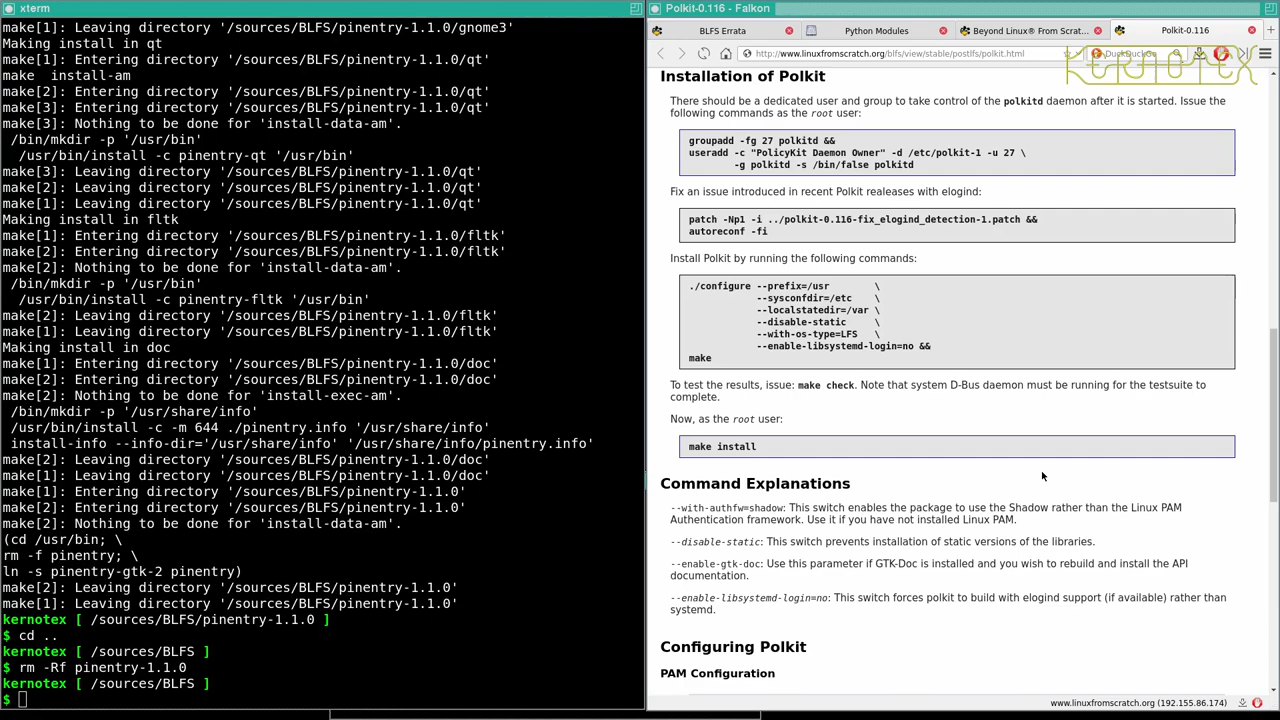 xterm
make[1]: Leaving directory '/sources/BLFS/pinentry-1.1.0/gnome3'
Making install in qt
make[1]: Entering directory '/sources/BLFS/pinentry-1.1.0/qt'
make  install-am
make[2]: Entering directory '/sources/BLFS/pinentry-1.1.0/qt'
make[3]: Entering directory '/sources/BLFS/pinentry-1.1.0/qt'
make[3]: Nothing to be done for 'install-data-am'.
 /bin/mkdir -p '/usr/bin'
  /usr/bin/install -c pinentry-qt '/usr/bin'
make[3]: Leaving directory '/sources/BLFS/pinentry-1.1.0/qt'
make[2]: Leaving directory '/sources/BLFS/pinentry-1.1.0/qt'
make[1]: Leaving directory '/sources/BLFS/pinentry-1.1.0/qt'
Making install in fltk
make[1]: Entering directory '/sources/BLFS/pinentry-1.1.0/fltk'
make[2]: Entering directory '/sources/BLFS/pinentry-1.1.0/fltk'
make[2]: Nothing to be done for 'install-data-am'.
 /bin/mkdir -p '/usr/bin'
  /usr/bin/install -c pinentry-fltk '/usr/bin'
make[2]: Leaving directory '/sources/BLFS/pinentry-1.1.0/fltk'
make[1]: Leaving directory '/sources/BLFS/pinentry-1.1.0/fltk'
Making install in doc
make[1]: Entering directory '/sources/BLFS/pinentry-1.1.0/doc'
make[2]: Entering directory '/sources/BLFS/pinentry-1.1.0/doc'
make[2]: Nothing to be done for 'install-exec-am'.
 /bin/mkdir -p '/usr/share/info'
 /usr/bin/install -c -m 644 ./pinentry.info '/usr/share/info'
 install-info --info-dir='/usr/share/info' '/usr/share/info/pinentry.info'
make[2]: Leaving directory '/sources/BLFS/pinentry-1.1.0/doc'
make[1]: Leaving directory '/sources/BLFS/pinentry-1.1.0/doc'
make[1]: Entering directory '/sources/BLFS/pinentry-1.1.0'
make[2]: Entering directory '/sources/BLFS/pinentry-1.1.0'
make[2]: Nothing to be done for 'install-data-am'.
(cd /usr/bin; \
rm -f pinentry; \
ln -s pinentry-gtk-2 pinentry)
make[2]: Leaving directory '/sources/BLFS/pinentry-1.1.0'
make[1]: Leaving directory '/sources/BLFS/pinentry-1.1.0'
kernotex [ /sources/BLFS/pinentry-1.1.0 ]
$ cd ..
kernotex [ /sources/BLFS ]
$ rm -Rf pinentry-1.1.0
kernotex [ /sources/BLFS ]
$
Polkit-0.116 - Falkon
BLFS Errata
Python Modules
Beyond Linux® From Scrat...
Polkit-0.116
http://www.linuxfromscratch.org/blfs/view/stable/postlfs/polkit.html
DuckDuckGo
KERNOTEX
Installation of Polkit
There should be a dedicated user and group to take control of the polkitd daemon after it is started. Issue the
following commands as the root user:
groupadd -fg 27 polkitd &&
useradd -c "PolicyKit Daemon Owner" -d /etc/polkit-1 -u 27 \
        -g polkitd -s /bin/false polkitd
Fix an issue introduced in recent Polkit realeases with elogind:
patch -Np1 -i ../polkit-0.116-fix_elogind_detection-1.patch &&
autoreconf -fi
Install Polkit by running the following commands:
./configure --prefix=/usr        \
            --sysconfdir=/etc    \
            --localstatedir=/var \
            --disable-static     \
            --with-os-type=LFS   \
            --enable-libsystemd-login=no &&
make
To test the results, issue: make check. Note that system D-Bus daemon must be running for the testsuite to
complete.
Now, as the root user:
make install
Command Explanations
--with-authfw=shadow: This switch enables the package to use the Shadow rather than the Linux PAM
Authentication framework. Use it if you have not installed Linux PAM.
--disable-static: This switch prevents installation of static versions of the libraries.
--enable-gtk-doc: Use this parameter if GTK-Doc is installed and you wish to rebuild and install the API
documentation.
--enable-libsystemd-login=no: This switch forces polkit to build with elogind support (if available) rather than
systemd.
Configuring Polkit
PAM Configuration
www.linuxfromscratch.org (192.155.86.174)